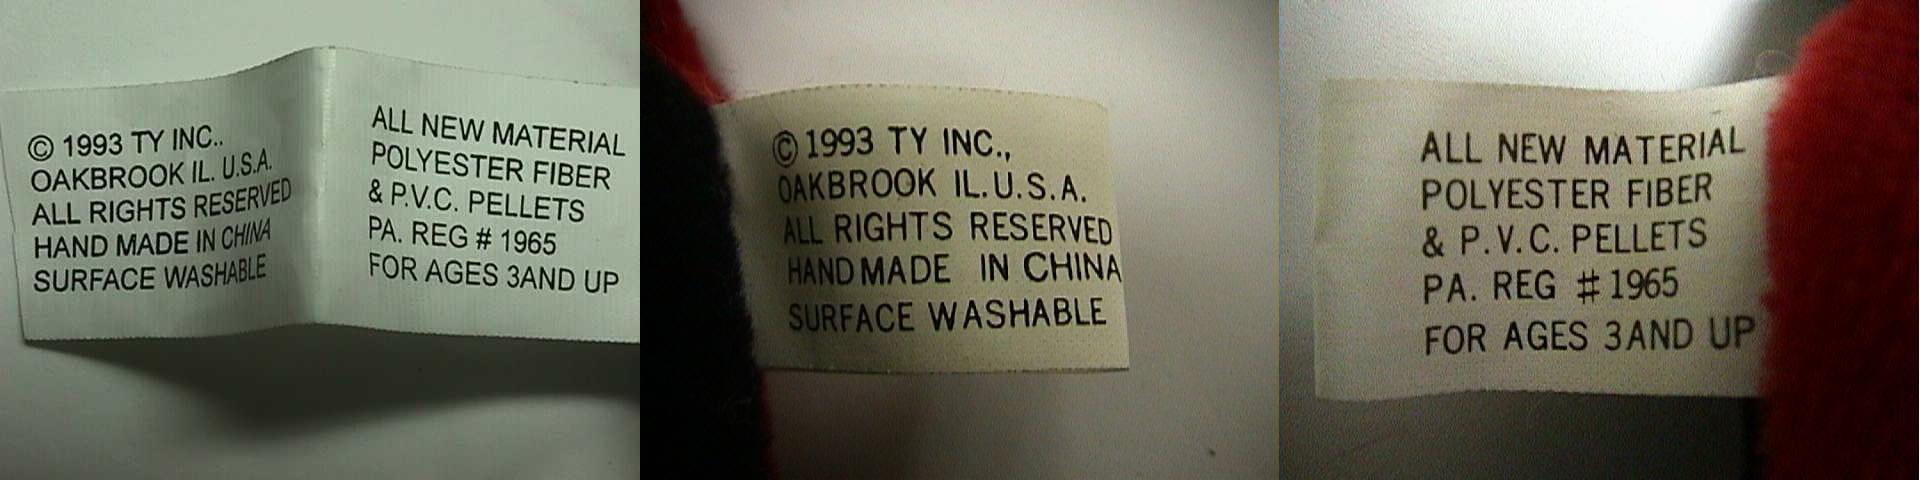 © 1993 TY INC..
OAKBROOK IL. U.S.A.
ALL RIGHTS RESERVED
HAND MADE IN CHINA
SURFACE WASHABLE
ALL NEW MATERIAL
POLYESTER FIBER
& P.V.C. PELLETS
PA. REG # 1965
FOR AGES 3AND UP
© 1993 TY INC.,
OAKBROOK IL. U.S.A.
ALL RIGHTS RESERVED
HAND MADE IN CHINA
SURFACE WASHABLE
ALL NEW MATERIAL
POLYESTER FIBER
& P.V.C. PELLETS
PA. REG # 1965
FOR AGES 3AND UP